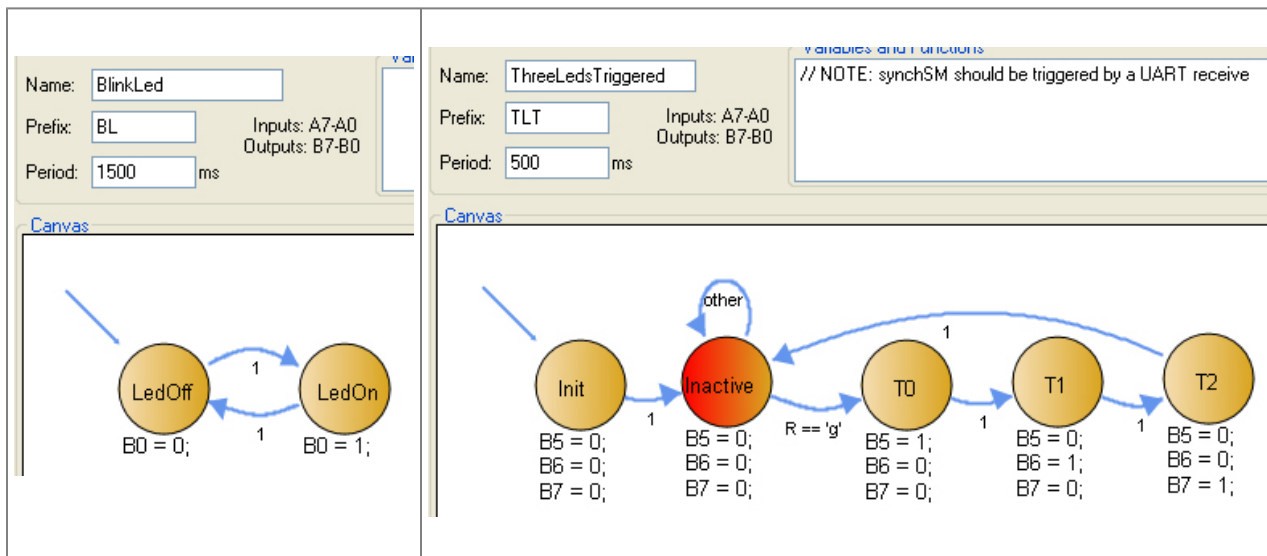 Name: BlinkLed
Prefix: BL
Inputs: A7-A0
Outputs: B7-B0
Period: 1500 ms
Canvas
LedOff
1
LedOn
1
B0 = 0;
B0 = 1;
Variables and Functions
Name: ThreeLedsTriggered
// NOTE: synchSM should be triggered by a UART receive
Prefix: TLT
Inputs: A7-A0
Outputs: B7-B0
Period: 500 ms
Canvas
other
1
Init
Inactive
T0
T1
T2
1
R == 'g'
1
1
B5 = 0;
B6 = 0;
B7 = 0;
B5 = 0;
B6 = 0;
B7 = 0;
B5 = 1;
B6 = 0;
B7 = 0;
B5 = 0;
B6 = 1;
B7 = 0;
B5 = 0;
B6 = 0;
B7 = 1;